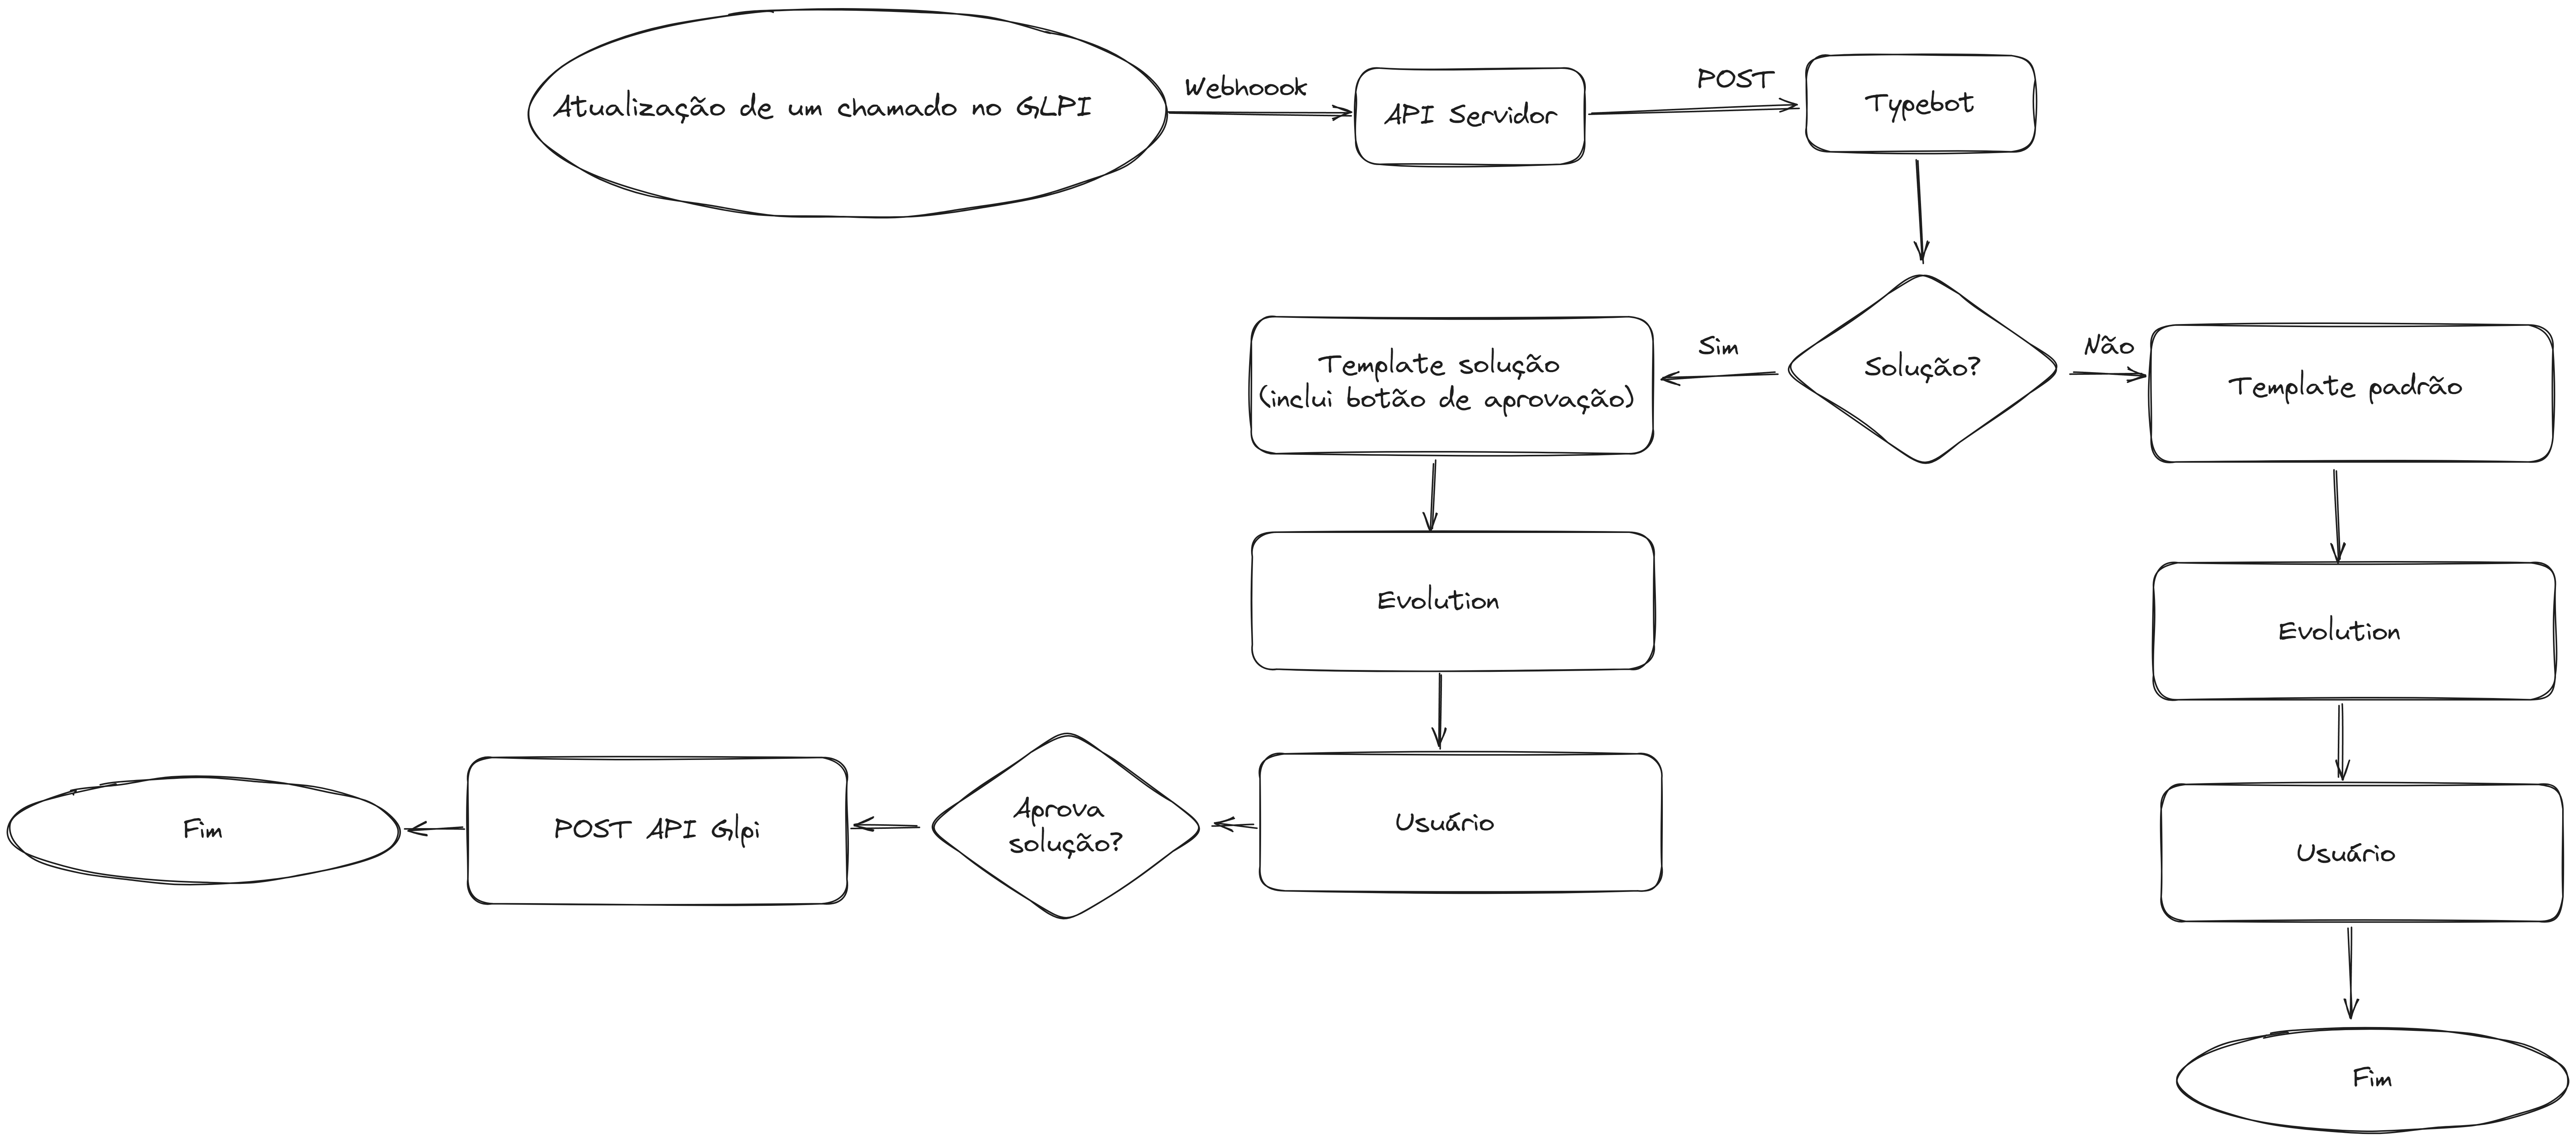 Atualização de um chamado no GLPI
Webhoook
API Servidor
POST
Typebot
Solução?
Sim
Não
Template solução
(inclui botão de aprovação)
Template padrão
Evolution
Evolution
Usuário
Aprova
solução?
POST API Glpi
Fim
Usuário
Fim